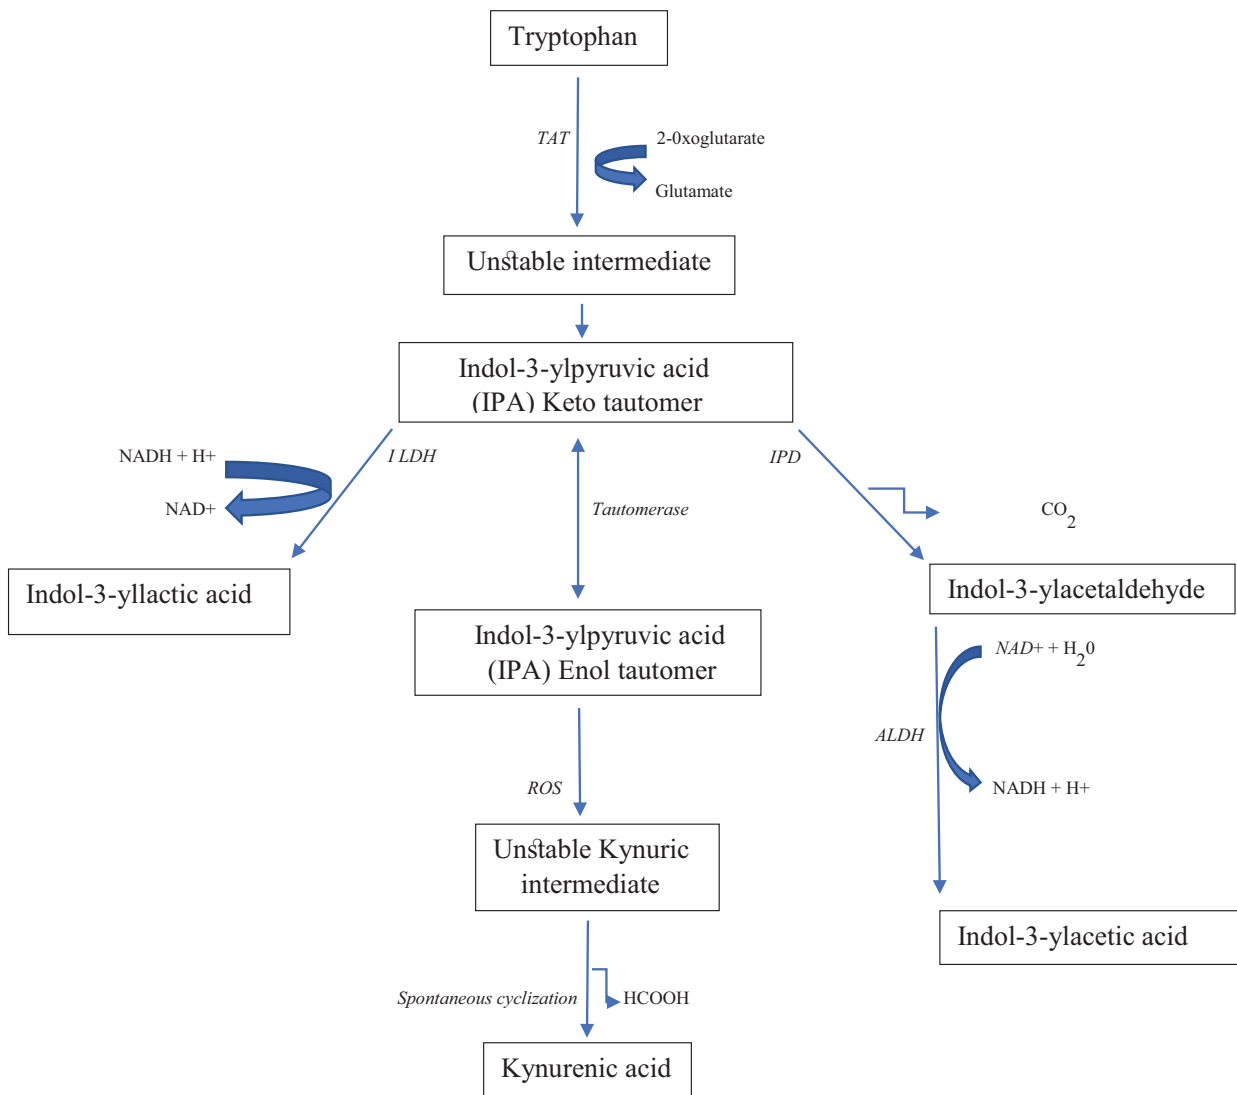 Tryptophan
TAT
2-0xoglutarate
Glutamate
Unstable intermediate
Indol-3-ylpyruvic acid
(IPA) Keto tautomer
NADH + H+
I LDH
IPD
NAD+
Tautomerase
CO2
Indol-3-yllactic acid
Indol-3-ylacetaldehyde
Indol-3-ylpyruvic acid
(IPA) Enol tautomer
NAD+ + H20
ALDH
NADH + H+
ROS
Unstable Kynuric
intermediate
Indol-3-ylacetic acid
Spontaneous cyclization
HCOOH
Kynurenic acid